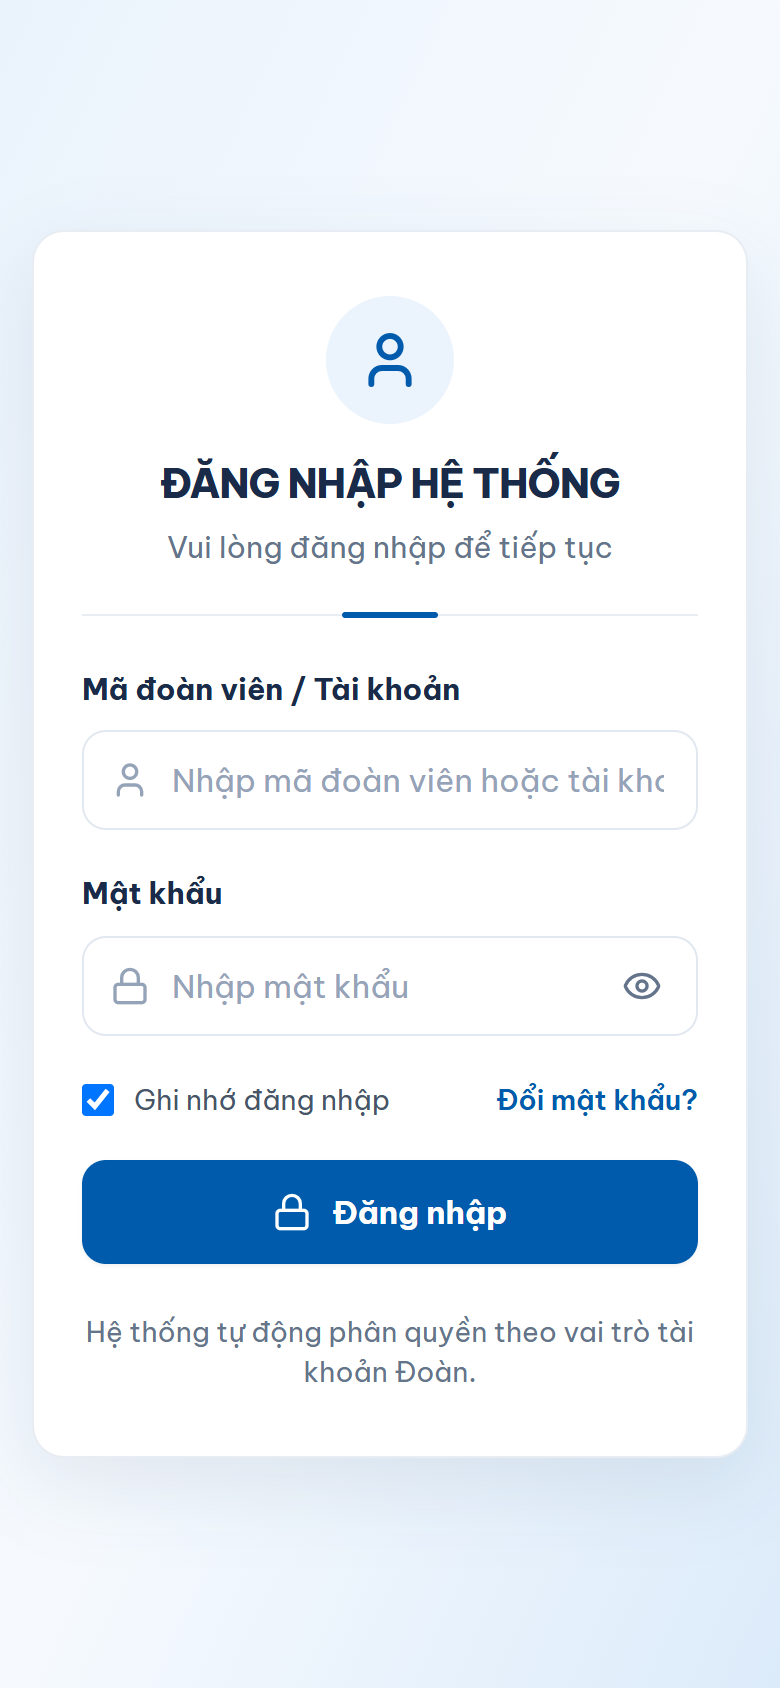 ĐĂNG NHẬP HỆ THỐNG
Vui lòng đăng nhập để tiếp tục
Mã đoàn viên / Tài khoản
Nhập mã đoàn viên hoặc tài kho
Mật khẩu
Nhập mật khẩu
Ghi nhớ đăng nhập
Đổi mật khẩu?
Đăng nhập
Hệ thống tự động phân quyền theo vai trò tài
khoản Đoàn.